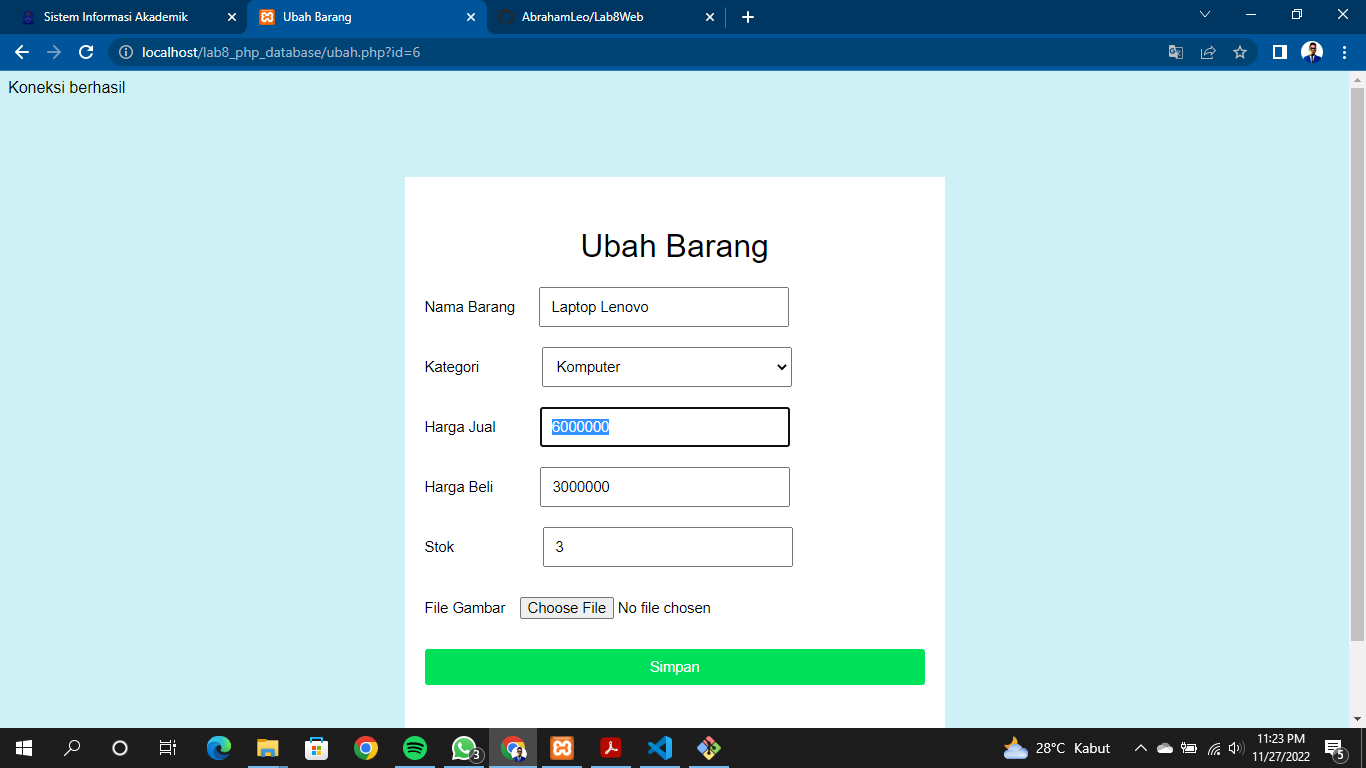 Sistem Informasi Akademik
Ubah Barang
AbrahamLeo/Lab8Web
localhost/lab8_php_database/ubah.php?id=6
Koneksi berhasil
Ubah Barang
Nama Barang Laptop Lenovo
Kategori Komputer
Harga Jual 6000000
Harga Beli 3000000
Stok 3
File Gambar Choose File No file chosen
Simpan
3
28°C Kabut
11:23 PM
11/27/2022
5